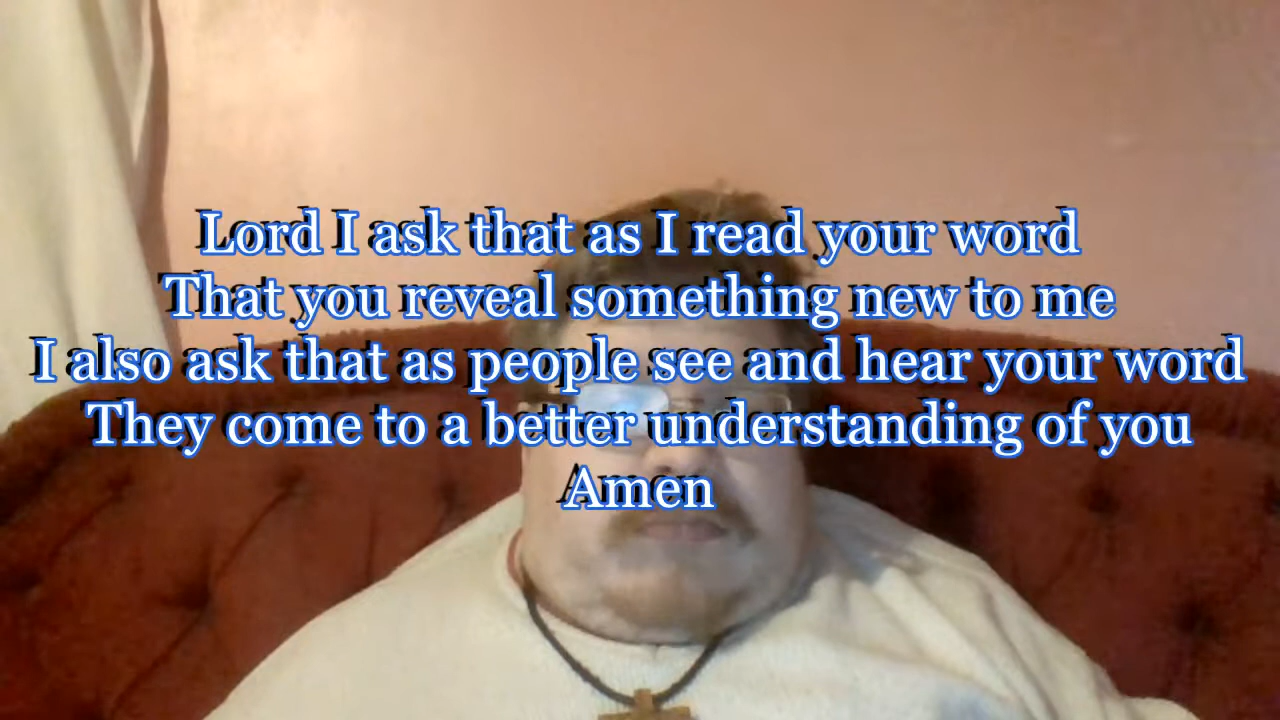 Lord I ask that as I read your word
That you reveal something new to me
I also ask that as people see and hear your word
They come to a better understanding of you
Amen